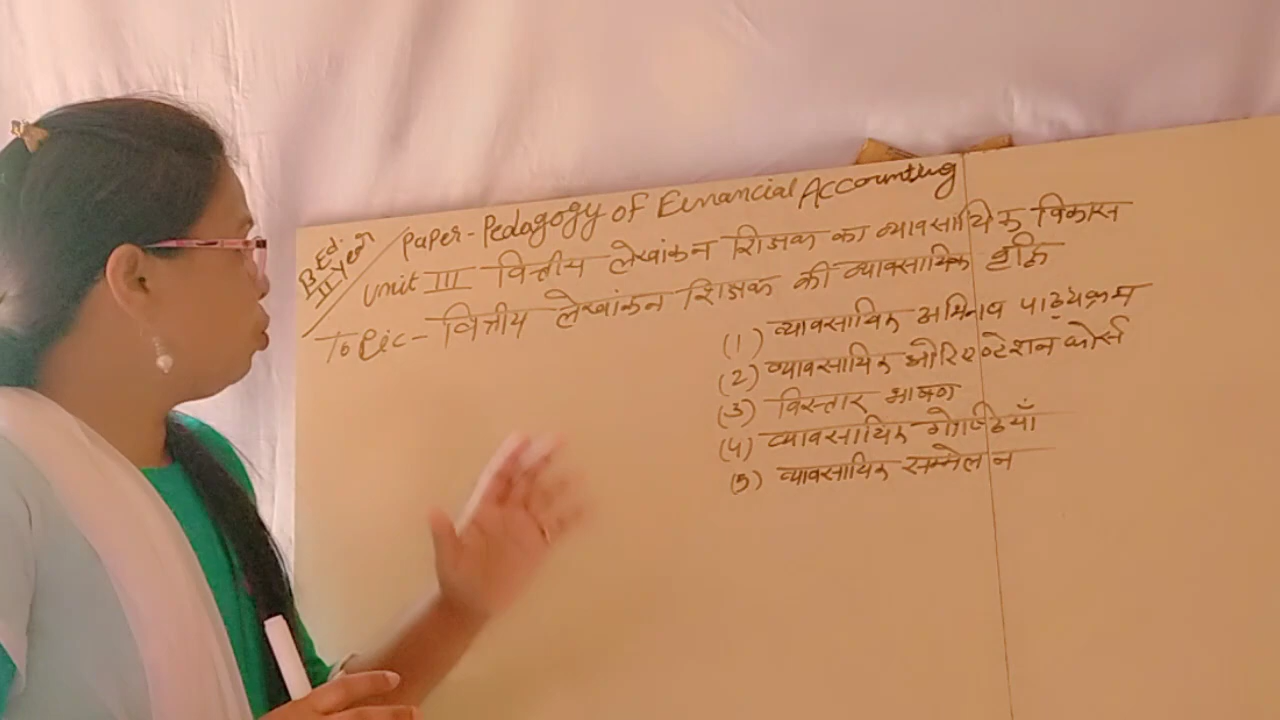 B.Ed.
II Year
Paper - Pedagogy of Financial Accounting
Unit III वित्तीय लेखांकन शिक्षक का व्यावसायिक विकास
Topic - वित्तीय लेखांकन शिक्षक की व्यावसायिक वृद्धि
(1) व्यावसायिक अभिनव पाठ्यक्रम
(2) व्यावसायिक ओरिएण्टेशन कोर्स
(3) विस्तार भाषण
(4) व्यावसायिक गोष्ठियाँ
(5) व्यावसायिक सम्मेलन